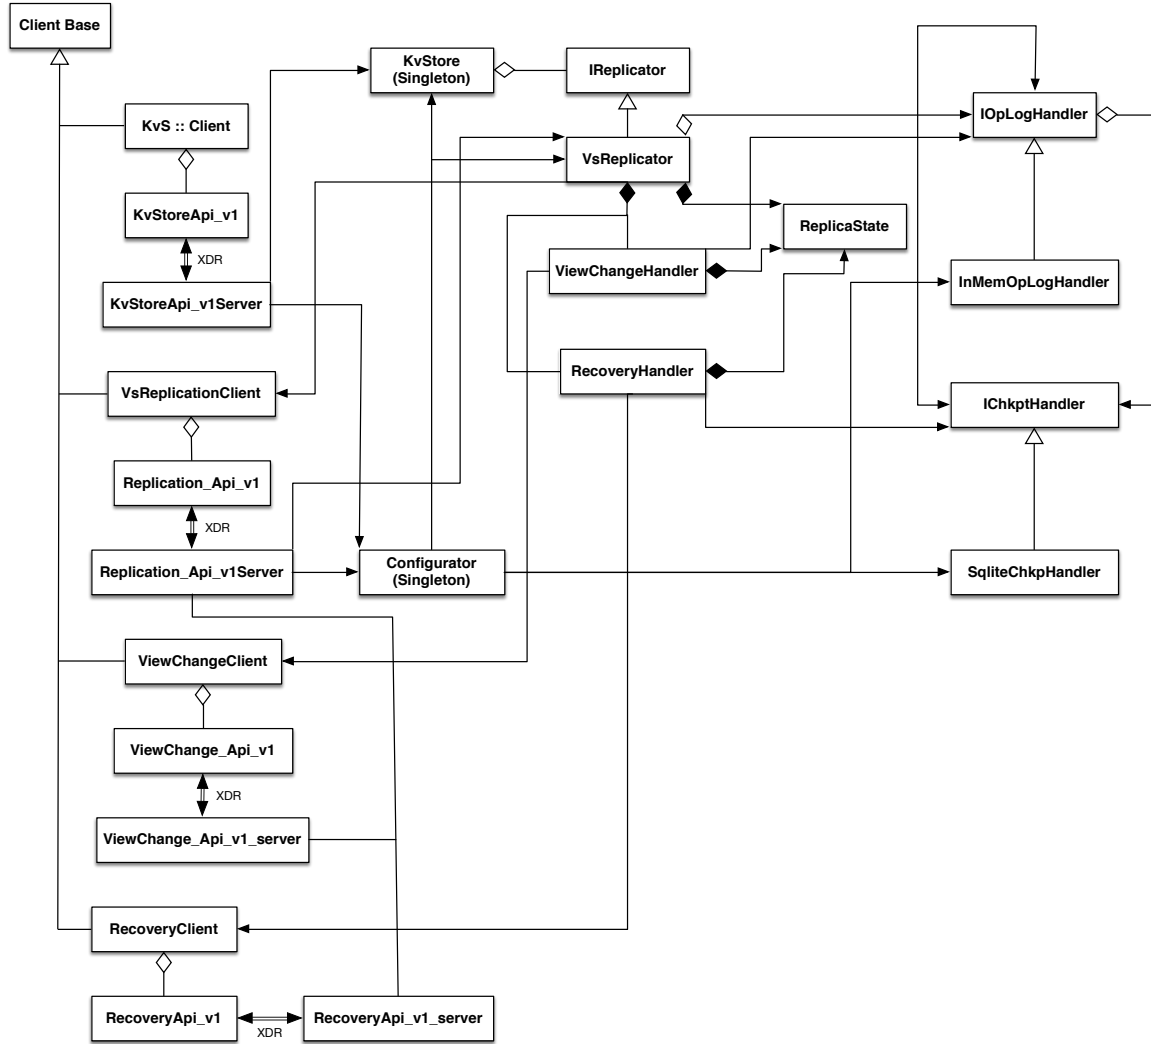 Client Base
KvStore
(Singleton)
IReplicator
IOpLogHandler
KvS :: Client
VsReplicator
KvStoreApi_v1
ReplicaState
XDR
ViewChangeHandler
InMemOpLogHandler
KvStoreApi_v1Server
RecoveryHandler
VsReplicationClient
IChkptHandler
Replication_Api_v1
XDR
Replication_Api_v1Server
Configurator
(Singleton)
SqliteChkpHandler
ViewChangeClient
ViewChange_Api_v1
XDR
ViewChange_Api_v1_server
RecoveryClient
RecoveryApi_v1
XDR
RecoveryApi_v1_server